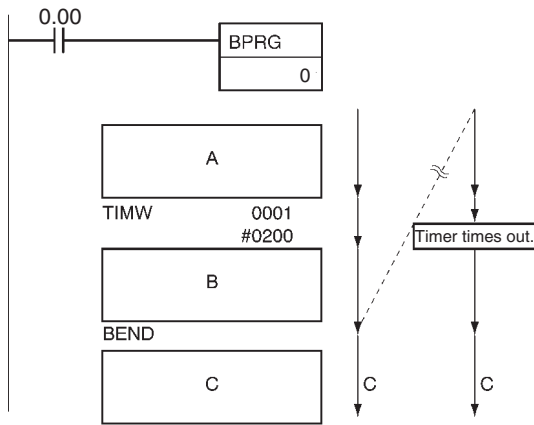 0.00
BPRG
0
A
TIMW 0001
#0200
Timer times out.
B
BEND
C
C
C